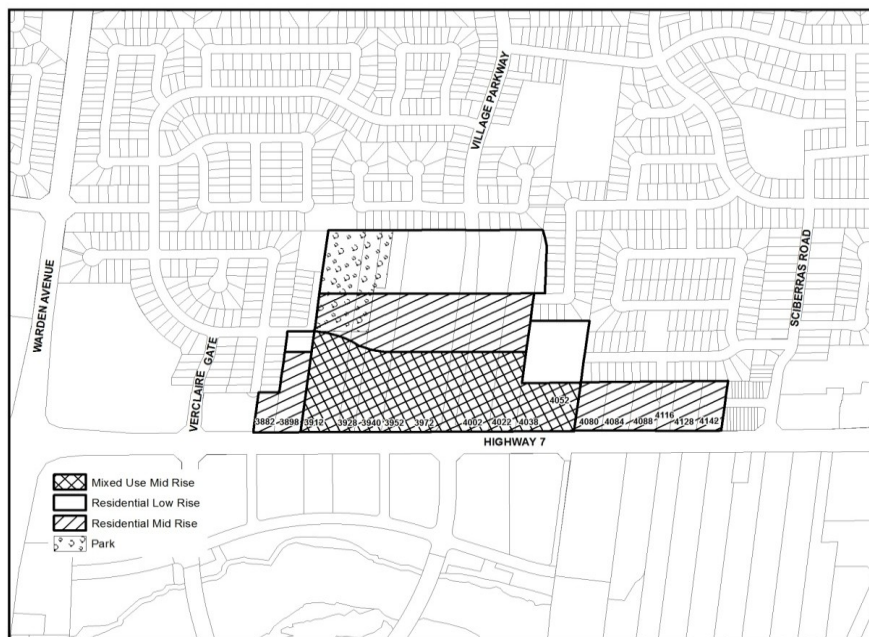 VILLAGE PARKWAY
WARDEN AVENUE
SCIBERRAS ROAD
VERCLAIRE GATE
4052
3882 3898 3912 3928 3940 3952 3972 4002 4022 4038 4080 4084 4088 4116 4128 4142
HIGHWAY 7
Mixed Use Mid Rise
Residential Low Rise
Residential Mid Rise
Park